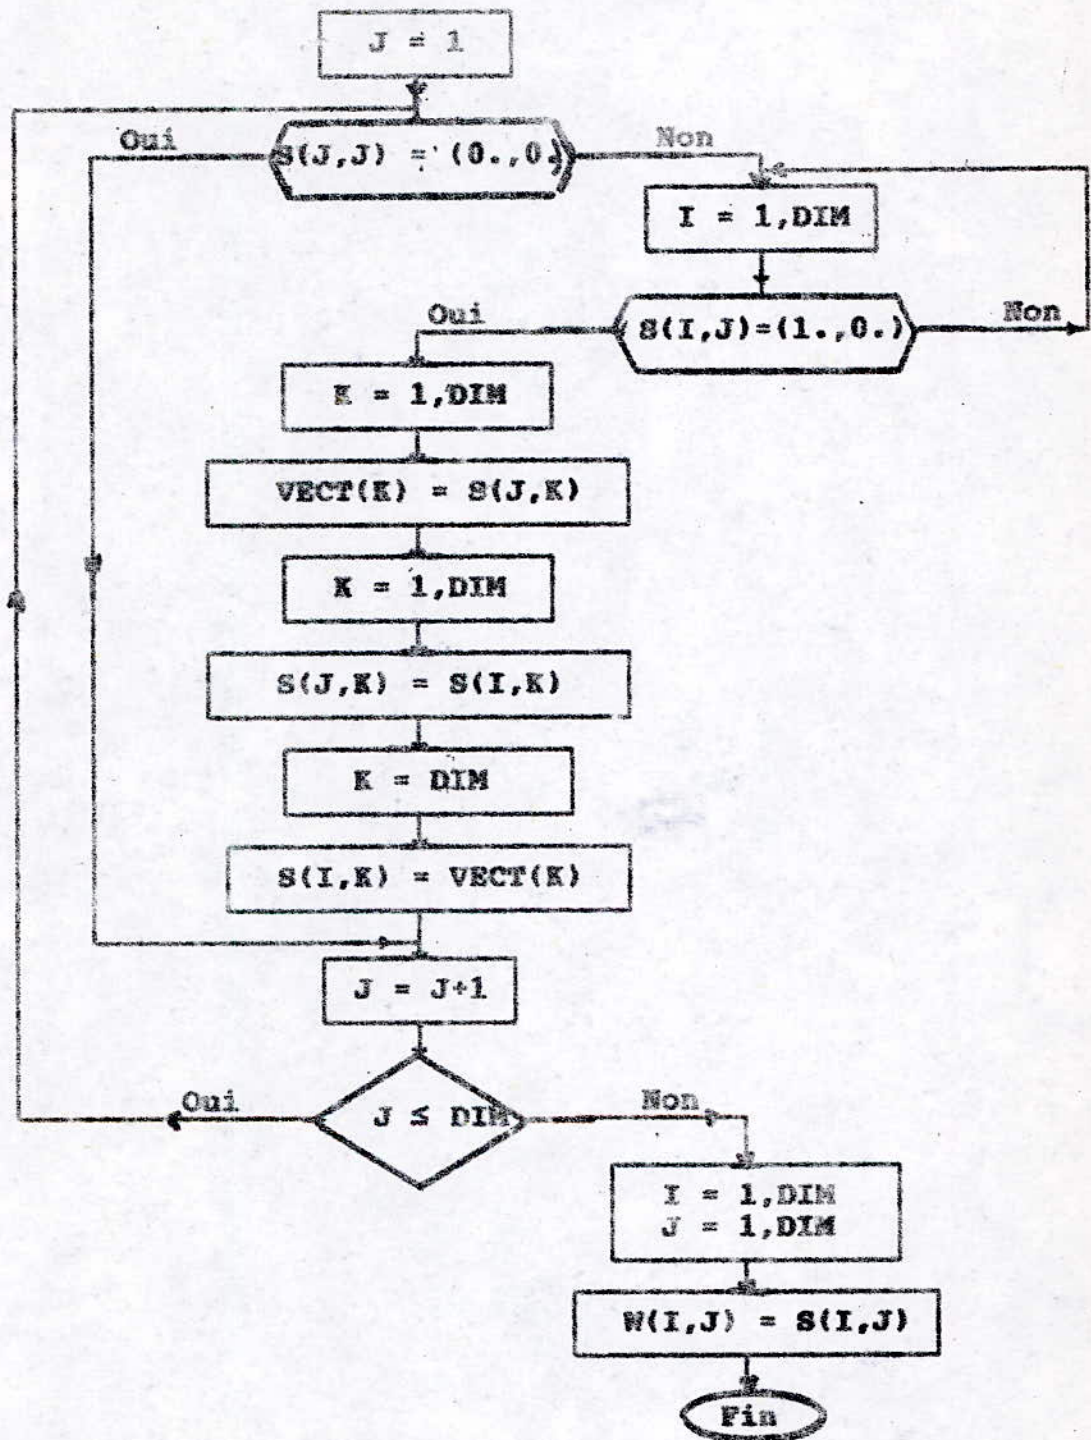 J = 1
Oui
S(J,J) = (0.,0.)
Non
I = 1,DIM
Oui
S(I,J)=(1.,0.)
Non
K = 1,DIM
VECT(K) = S(J,K)
K = 1,DIM
S(J,K) = S(I,K)
K = DIM
S(I,K) = VECT(K)
J = J+1
Oui
J ≤ DIM
Non
I = 1,DIM
J = 1,DIM
W(I,J) = S(I,J)
Fin